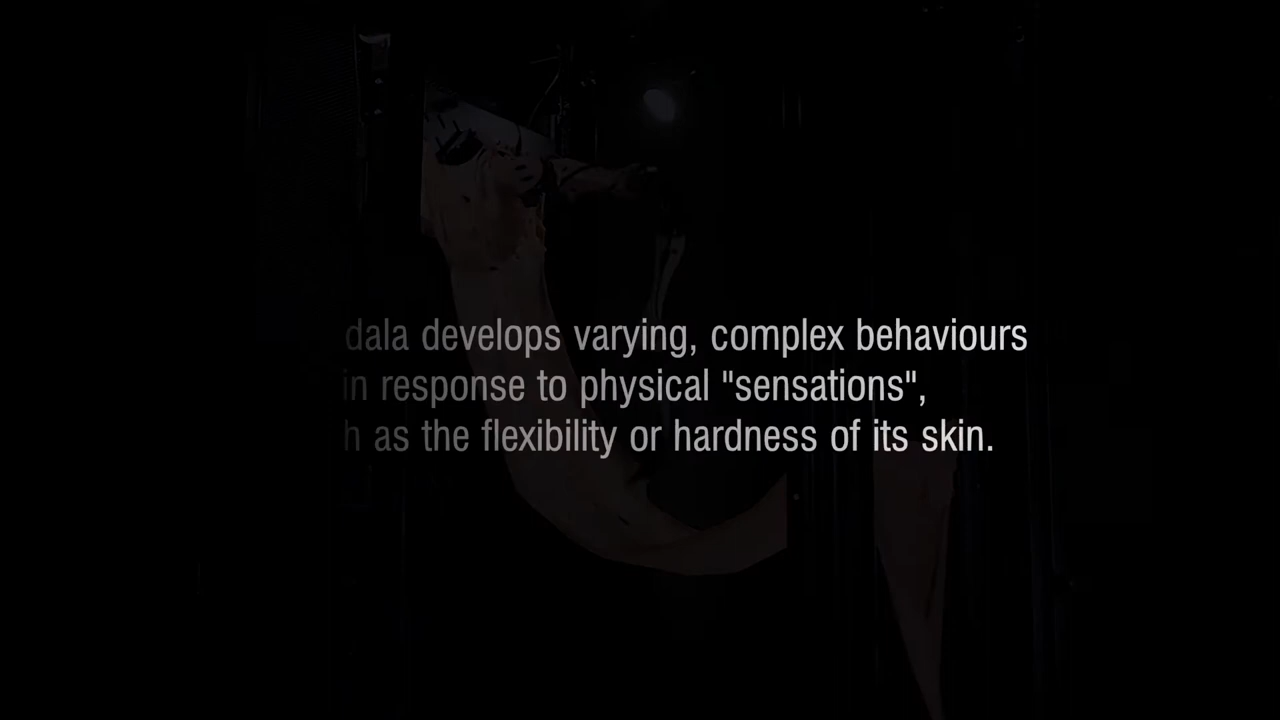 dala develops varying, complex behaviours
in response to physical "sensations",
h as the flexibility or hardness of its skin.